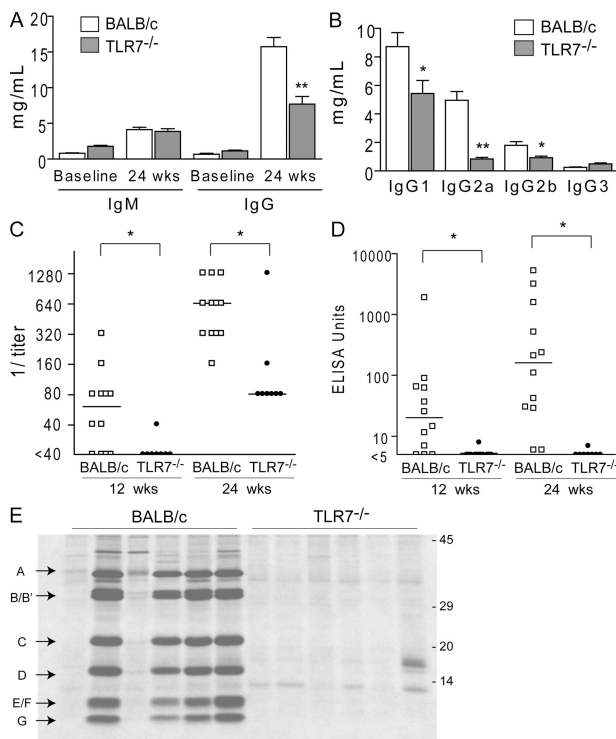 A
BALB/c
TLR7-/-
mg/mL
20
15
10
5
0
**
Baseline 24 wks Baseline 24 wks
IgM IgG
B
BALB/c
TLR7-/-
mg/mL
10
8
6
4
2
0
*
**
*
IgG1 IgG2a IgG2b IgG3
C
* *
1/ titer
1280
640
320
160
80
40
<40
BALB/c TLR7-/- BALB/c TLR7-/-
12 wks 24 wks
D
* *
ELISA Units
10000
1000
100
10
<5
BALB/c TLR7-/- BALB/c TLR7-/-
12 wks 24 wks
E
BALB/c TLR7-/-
A
B/B'
C
D
E/F
G
- 45
- 29
- 20
- 14